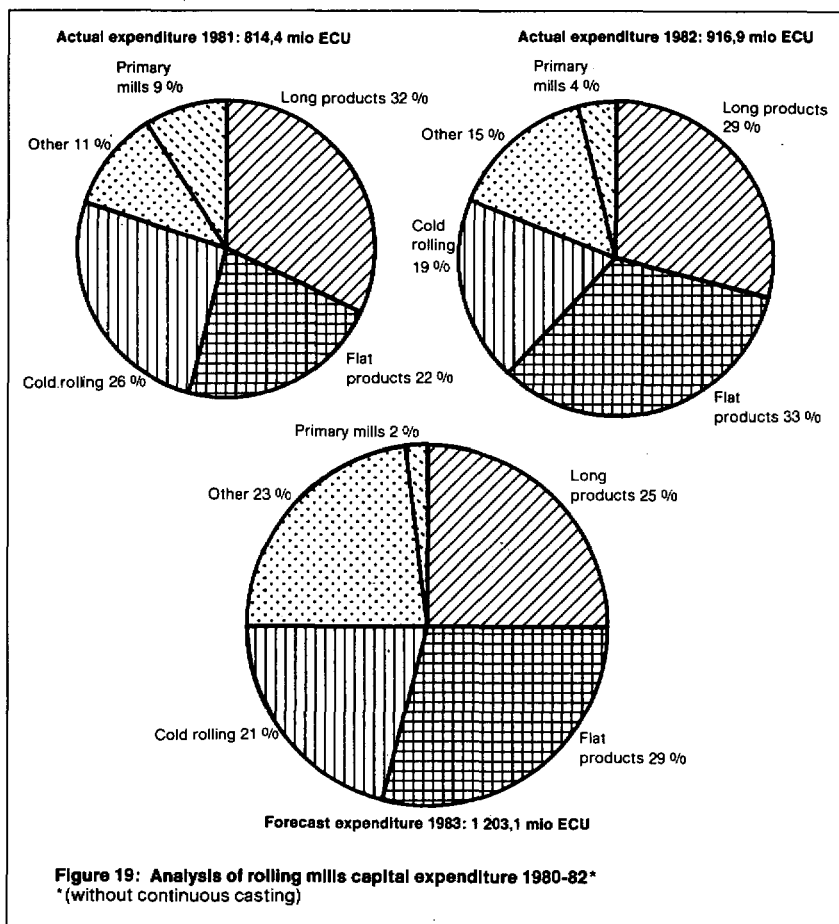 Actual expenditure 1981: 814,4 mio ECU
Primary
mills 9 %
Long products 32 %
Other 11 %
Cold rolling 26 %
Flat
products 22 %
Actual expenditure 1982: 916,9 mio ECU
Primary
mills 4 %
Long products
29 %
Other 15 %
Cold
rolling
19 %
Flat
products 33 %
Primary mills 2 %
Long
products 25 %
Other 23 %
Cold rolling 21 %
Flat
products 29 %
Forecast expenditure 1983: 1 203,1 mio ECU
Figure 19: Analysis of rolling mills capital expenditure 1980-82*
*(without continuous casting)